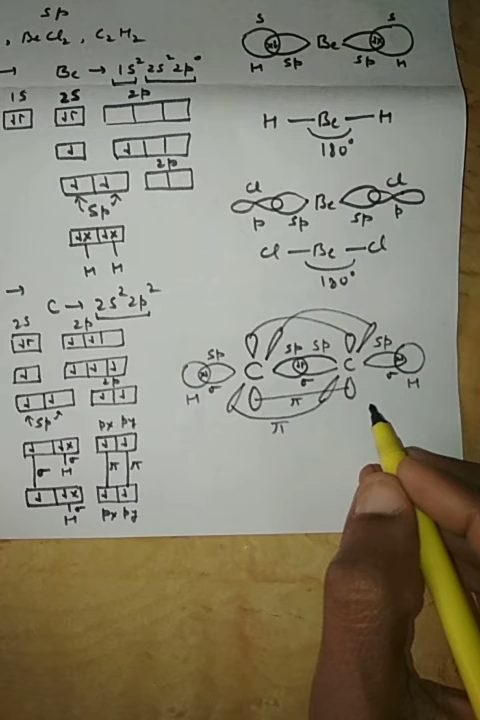 sp
, BeCl2, C2H2
→ Be → 1s² 2s² 2p⁰
1S 2S 2p
2p
sp
H H
→
C → 2s² 2p²
2S 2p
2p
sp
px py
σ H σ π π
H σ
px py
S S
H sp Be sp H
H — Be — H
180°
Cl Be Cl
p sp sp p
Cl — Be — Cl
180°
sp sp sp sp
H σ C σ C σ H
π
π